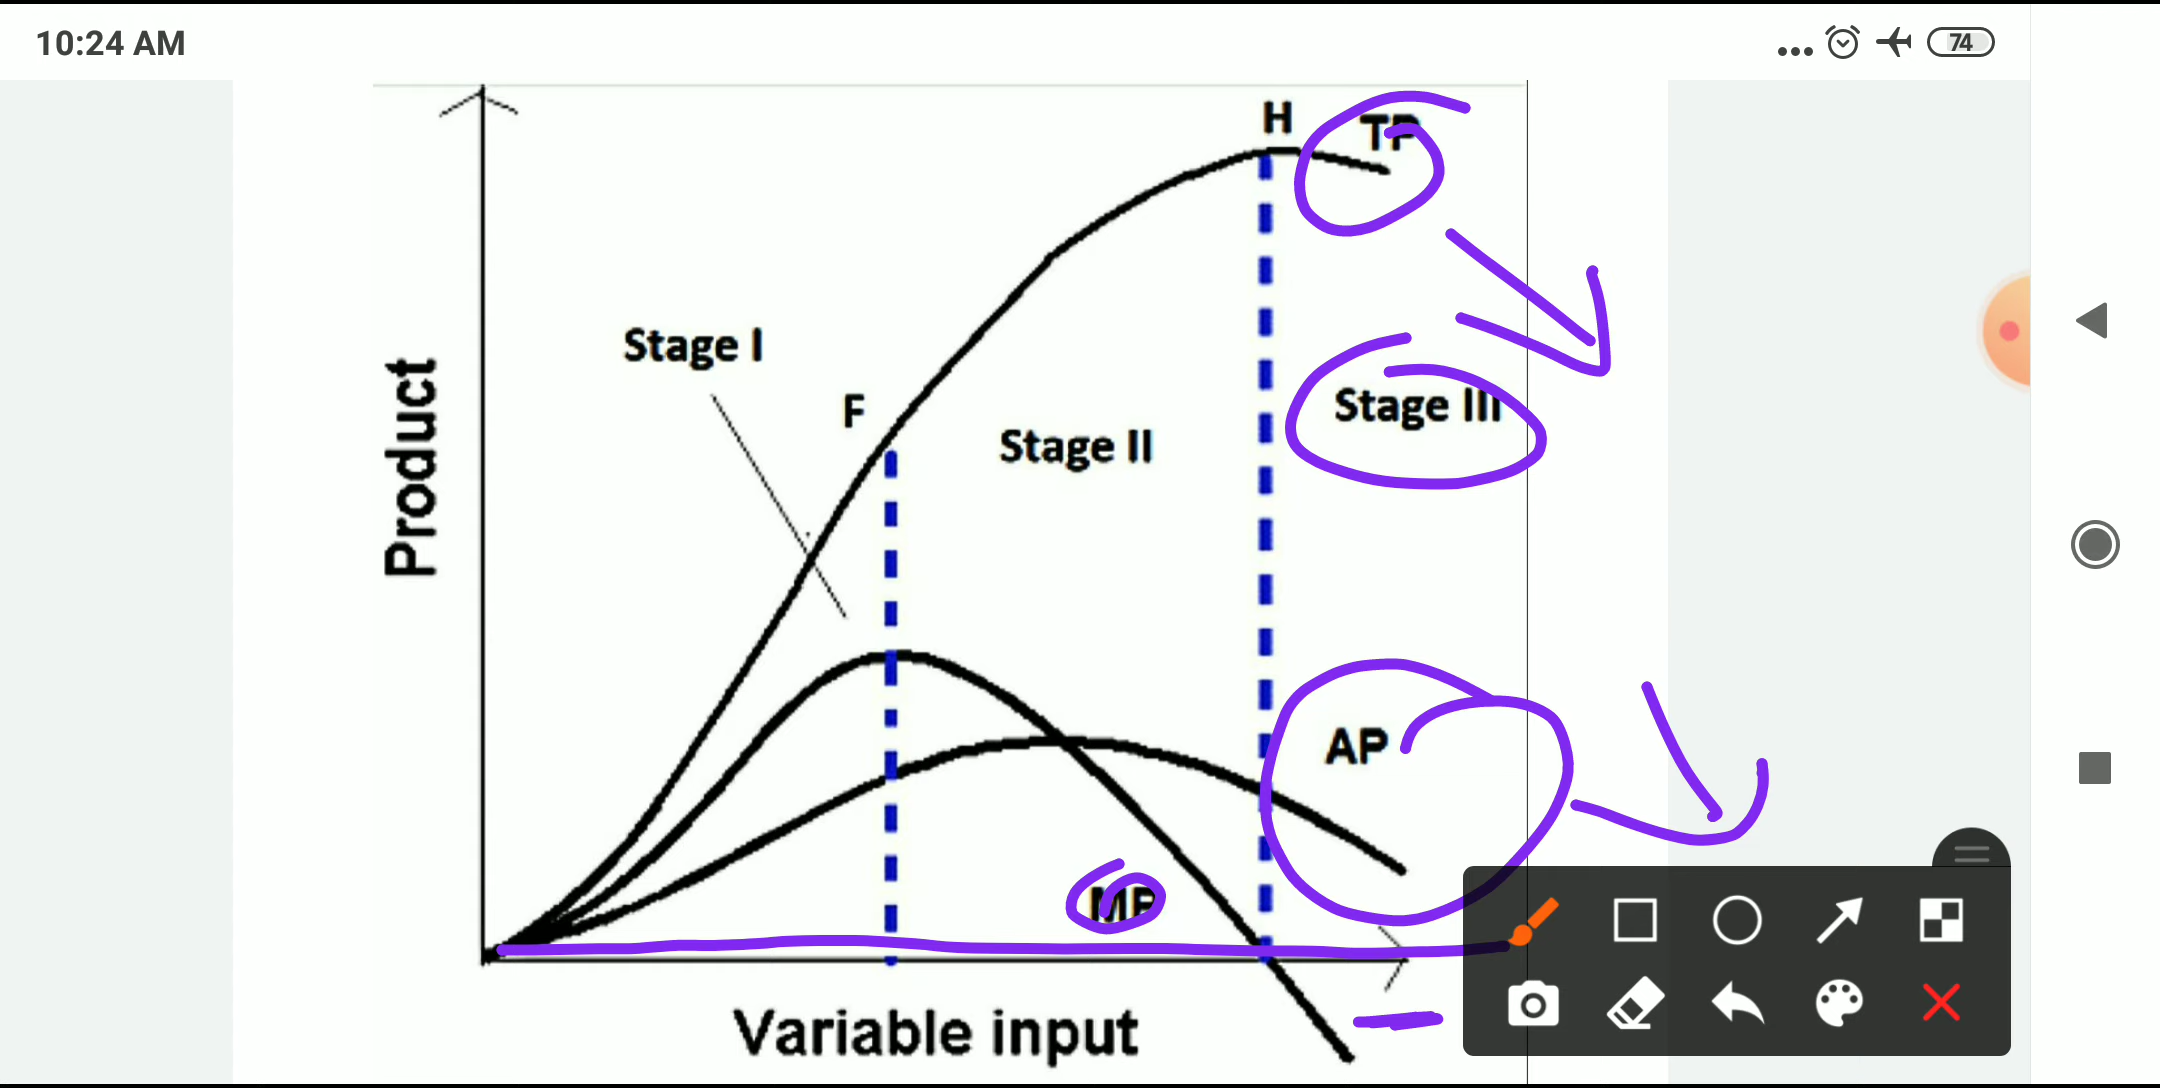 10:24 AM
74
H
TP
Stage I
F
Stage II
Stage III
Product
AP
MP
Variable input